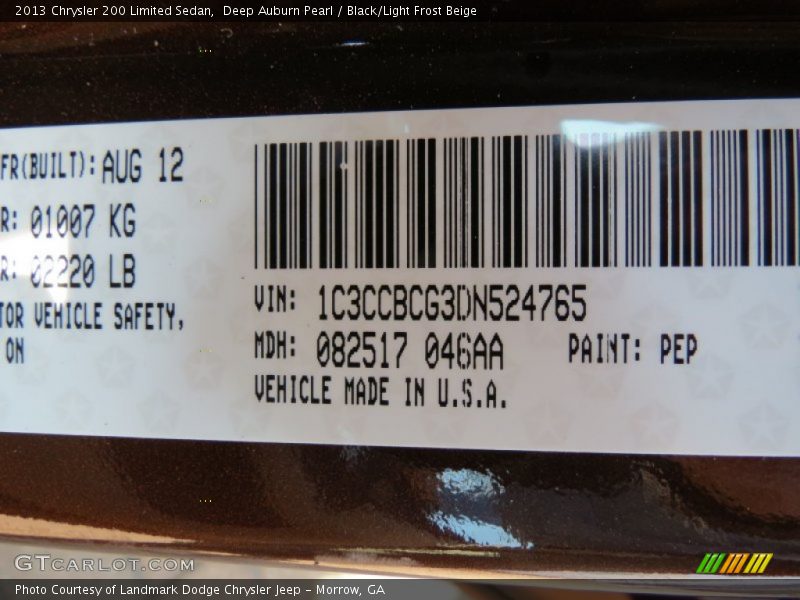 2013 Chrysler 200 Limited Sedan, Deep Auburn Pearl / Black/Light Frost Beige
FR(BUILT): AUG 12
R: 01007 KG
R: 02220 LB
TOR VEHICLE SAFETY,
ON
VIN: 1C3CCBCG3DN524765
MDH: 082517 046AA PAINT: PEP
VEHICLE MADE IN U.S.A.
GTCARLOT.COM
Photo Courtesy of Landmark Dodge Chrysler Jeep – Morrow, GA